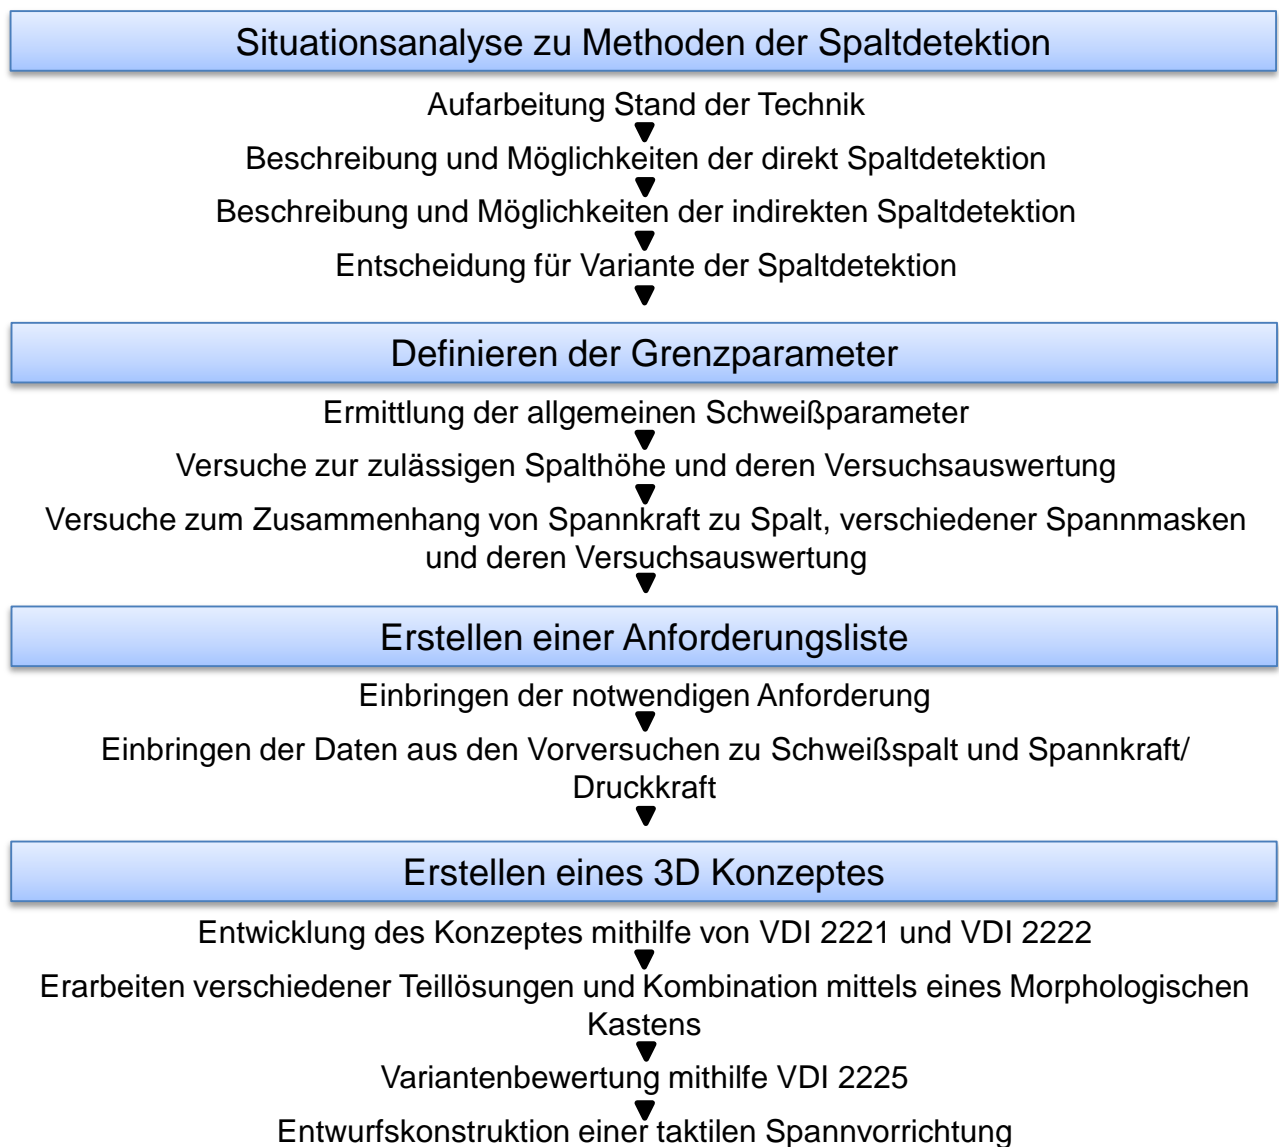 Situationsanalyse zu Methoden der Spaltdetektion
Aufarbeitung Stand der Technik
Beschreibung und Möglichkeiten der direkt Spaltdetektion
Beschreibung und Möglichkeiten der indirekten Spaltdetektion
Entscheidung für Variante der Spaltdetektion
Definieren der Grenzparameter
Ermittlung der allgemeinen Schweißparameter
Versuche zur zulässigen Spalthöhe und deren Versuchsauswertung
Versuche zum Zusammenhang von Spannkraft zu Spalt, verschiedener Spannmasken
und deren Versuchsauswertung
Erstellen einer Anforderungsliste
Einbringen der notwendigen Anforderung
Einbringen der Daten aus den Vorversuchen zu Schweißspalt und Spannkraft/
Druckkraft
Erstellen eines 3D Konzeptes
Entwicklung des Konzeptes mithilfe von VDI 2221 und VDI 2222
Erarbeiten verschiedener Teillösungen und Kombination mittels eines Morphologischen
Kastens
Variantenbewertung mithilfe VDI 2225
Entwurfskonstruktion einer taktilen Spannvorrichtung